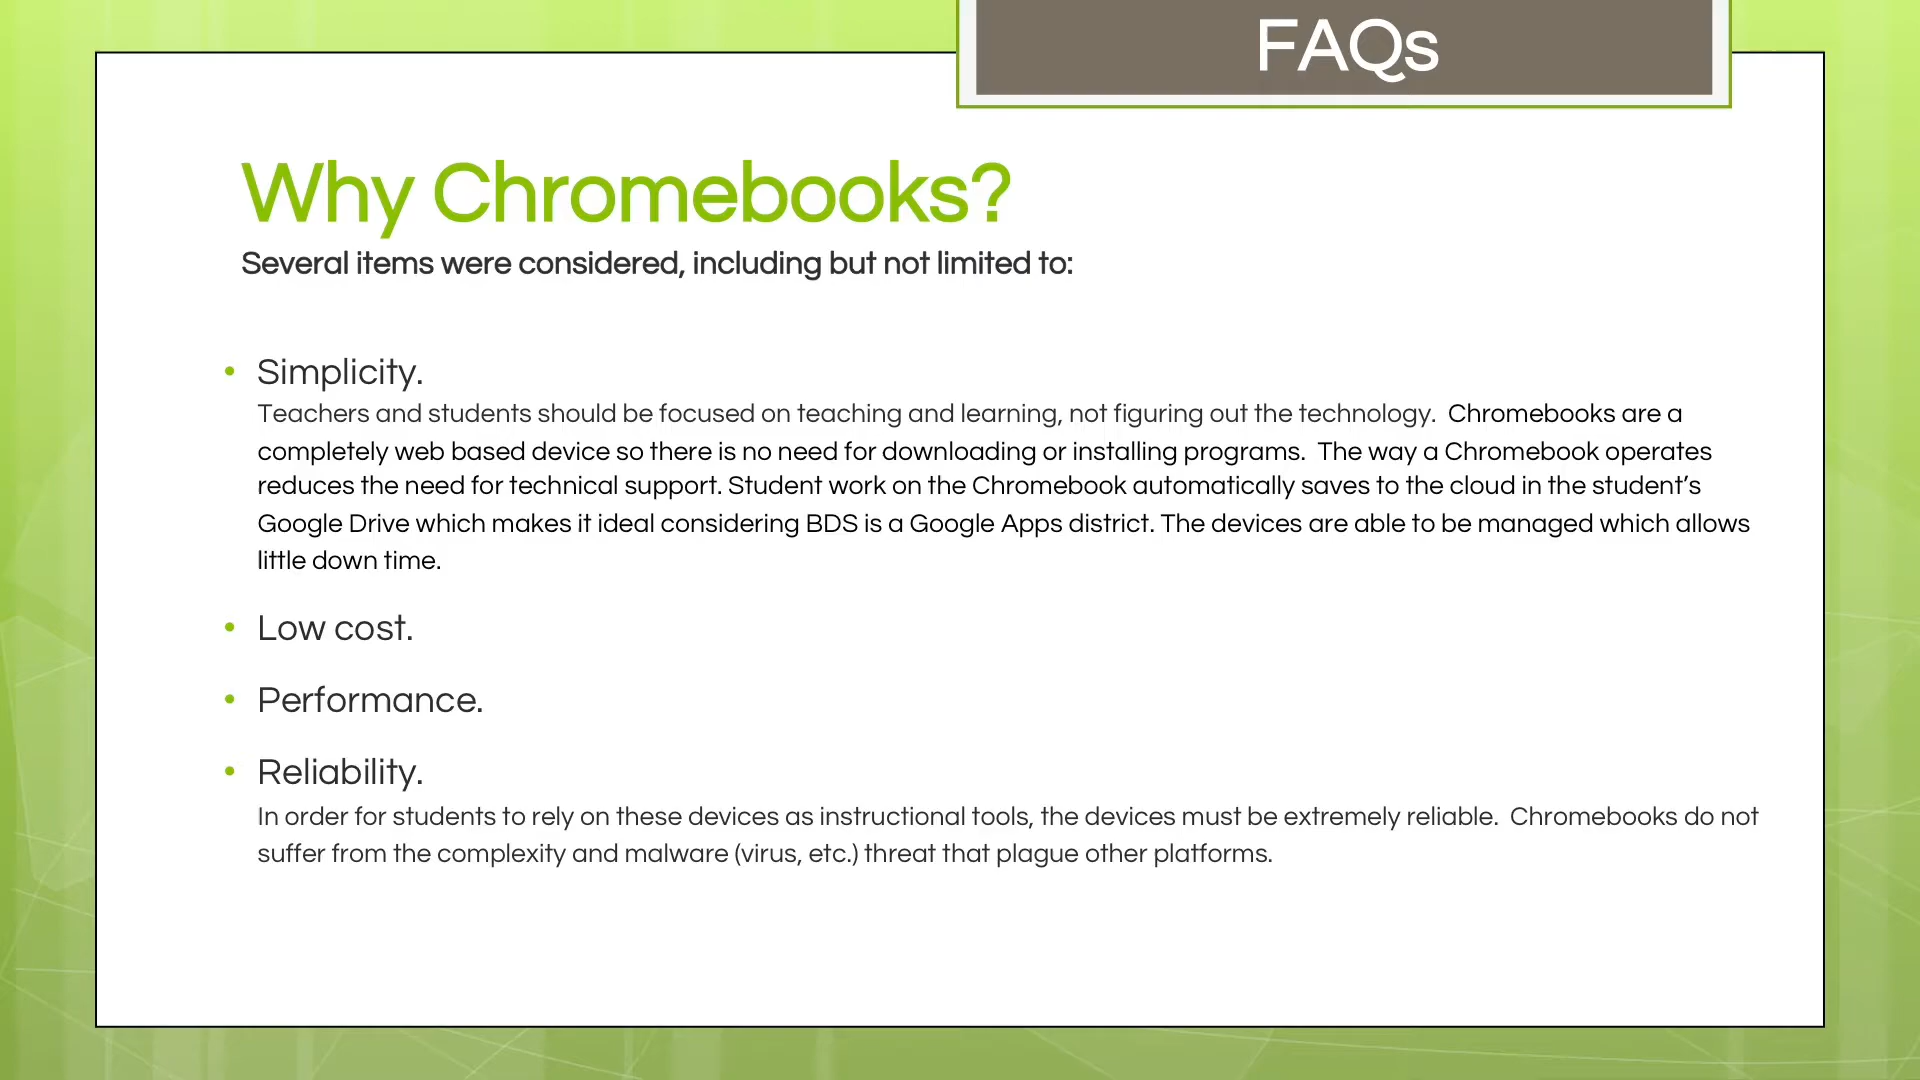 FAQs
Why Chromebooks?
Several items were considered, including but not limited to:
• Simplicity.
Teachers and students should be focused on teaching and learning, not figuring out the technology.  Chromebooks are a
completely web based device so there is no need for downloading or installing programs.  The way a Chromebook operates
reduces the need for technical support. Student work on the Chromebook automatically saves to the cloud in the student’s
Google Drive which makes it ideal considering BDS is a Google Apps district. The devices are able to be managed which allows
little down time.
• Low cost.
• Performance.
• Reliability.
In order for students to rely on these devices as instructional tools, the devices must be extremely reliable.  Chromebooks do not
suffer from the complexity and malware (virus, etc.) threat that plague other platforms.